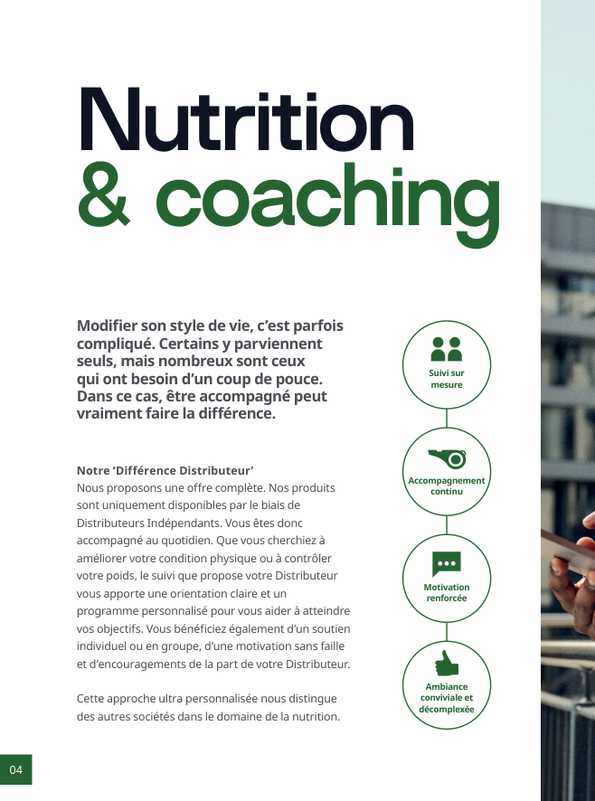 Nutrition
& coaching
Modifier son style de vie, c'est parfois
compliqué. Certains y parviennent
seuls, mais nombreux sont ceux
qui ont besoin d'un coup de pouce.
Dans ce cas, être accompagné peut
vraiment faire la différence.
Notre 'Différence Distributeur'
Nous proposons une offre complète. Nos produits
sont uniquement disponibles par le biais de
Distributeurs Indépendants. Vous êtes donc
accompagné au quotidien. Que vous cherchiez à
améliorer votre condition physique ou à contrôler
votre poids, le suivi que propose votre Distributeur
vous apporte une orientation claire et un
programme personnalisé pour vous aider à atteindre
vos objectifs. Vous bénéficiez également d'un soutien
individuel ou en groupe, d'une motivation sans faille
et d'encouragements de la part de votre Distributeur.
Cette approche ultra personnalisée nous distingue
des autres sociétés dans le domaine de la nutrition.
Suivi sur
mesure
Accompagnement
continu
Motivation
renforcée
Ambiance
conviviale et
décomplexée
04